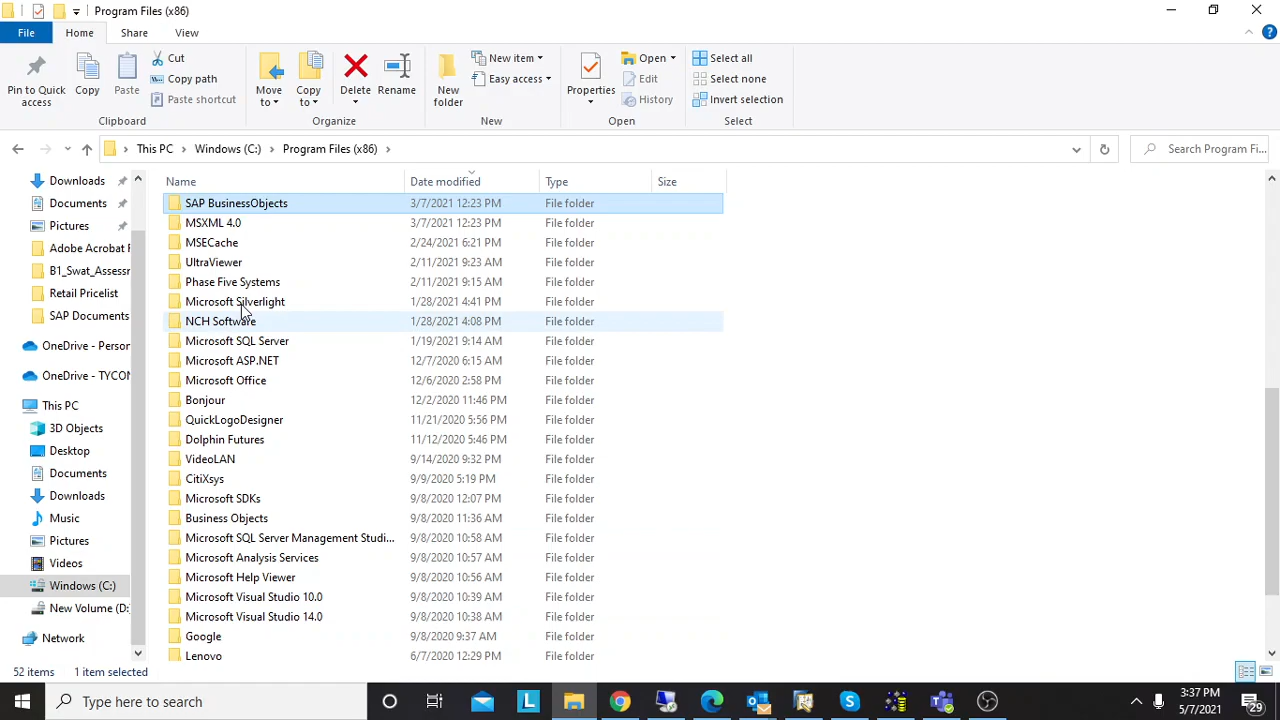 Program Files (x86)
File Home Share View
Pin to Quick access
Copy
Paste
Cut
Copy path
Paste shortcut
Clipboard
Move to
Copy to
Delete
Rename
Organize
New folder
New item
Easy access
New
Properties
Open
Edit
History
Open
Select all
Select none
Invert selection
Select
This PC Windows (C:) Program Files (x86)
Search Program Fi...
Downloads
Documents
Pictures
Adobe Acrobat
B1_Swat_Assessr
Retail Pricelist
SAP Documents
OneDrive - Person
OneDrive - TYCON
This PC
3D Objects
Desktop
Documents
Downloads
Music
Pictures
Videos
Windows (C:)
New Volume (D:
Network
Name Date modified Type Size
SAP BusinessObjects 3/7/2021 12:23 PM File folder
MSXML 4.0 3/7/2021 12:23 PM File folder
MSECache 2/24/2021 6:21 PM File folder
UltraViewer 2/11/2021 9:23 AM File folder
Phase Five Systems 2/11/2021 9:15 AM File folder
Microsoft Silverlight 1/28/2021 4:41 PM File folder
NCH Software 1/28/2021 4:08 PM File folder
Microsoft SQL Server 1/19/2021 9:14 AM File folder
Microsoft ASP.NET 12/7/2020 6:15 AM File folder
Microsoft Office 12/6/2020 2:58 PM File folder
Bonjour 12/2/2020 11:46 PM File folder
QuickLogoDesigner 11/21/2020 5:56 PM File folder
Dolphin Futures 11/12/2020 5:46 PM File folder
VideoLAN 9/14/2020 9:32 PM File folder
CitiXsys 9/9/2020 5:19 PM File folder
Microsoft SDKs 9/8/2020 12:07 PM File folder
Business Objects 9/8/2020 11:36 AM File folder
Microsoft SQL Server Management Studi... 9/8/2020 10:58 AM File folder
Microsoft Analysis Services 9/8/2020 10:57 AM File folder
Microsoft Help Viewer 9/8/2020 10:56 AM File folder
Microsoft Visual Studio 10.0 9/8/2020 10:39 AM File folder
Microsoft Visual Studio 14.0 9/8/2020 10:38 AM File folder
Google 9/8/2020 9:37 AM File folder
Lenovo 6/7/2020 12:29 PM File folder
52 items 1 item selected
Type here to search
L
3:37 PM
5/7/2021
29